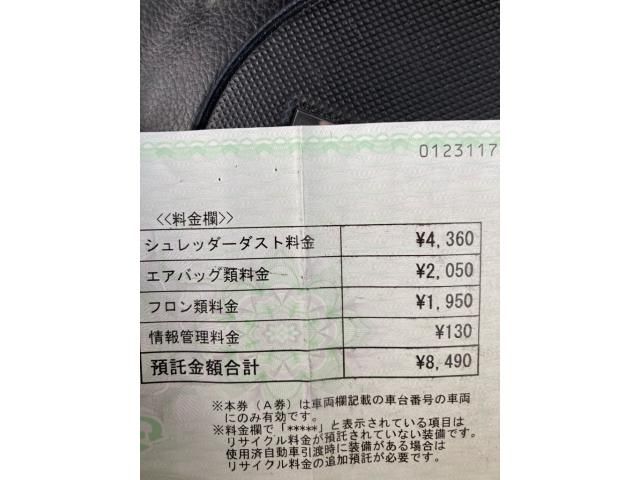 0123117
<<料金欄>>
シュレッダーダスト料金 ¥4,360
エアバッグ類料金 ¥2,050
フロン類料金 ¥1,950
情報管理料金 ¥130
預託金額合計 ¥8,490
※本券（A券）は車両欄記載の車台番号の車両
にのみ有効です。
※料金欄で「*****」と表示されている項目は
リサイクル料金が預託されていない装備です。
使用済自動車引渡時に装備がある場合は
リサイクル料金の追加預託が必要です。